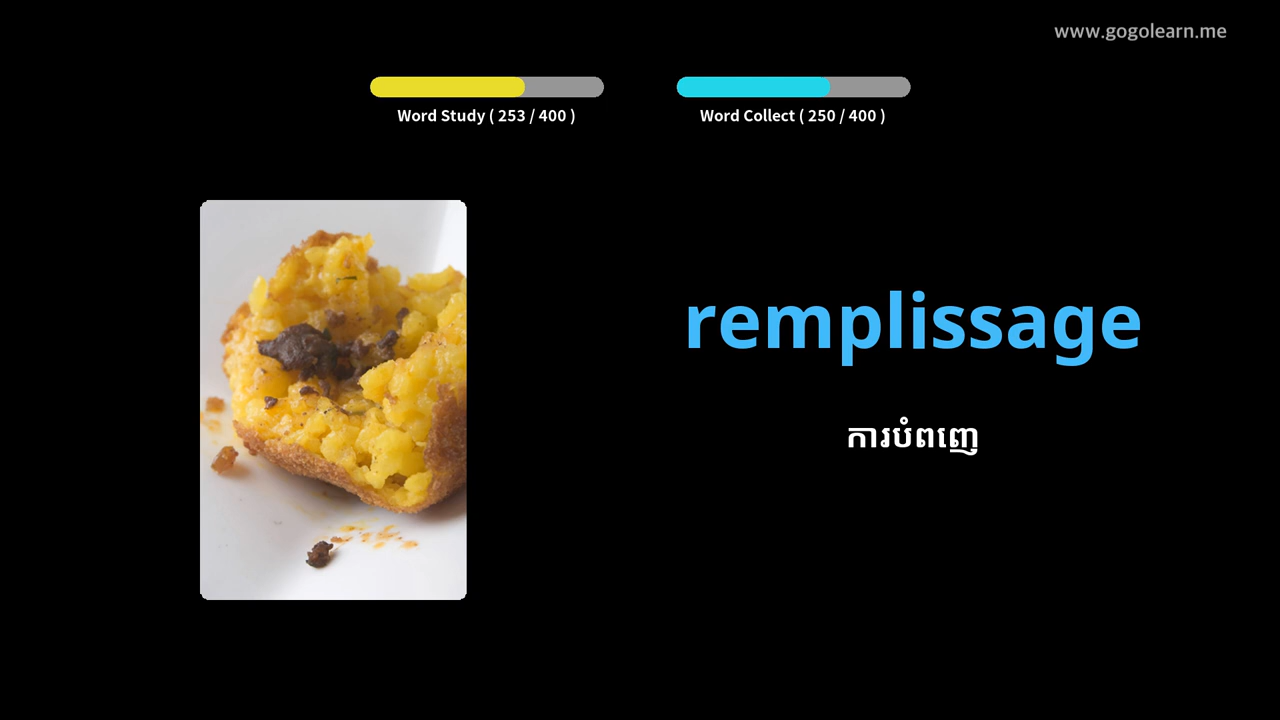 www.gogolearn.me
Word Study ( 253 / 400 )
Word Collect ( 250 / 400 )
remplissage
ការបំពញេ